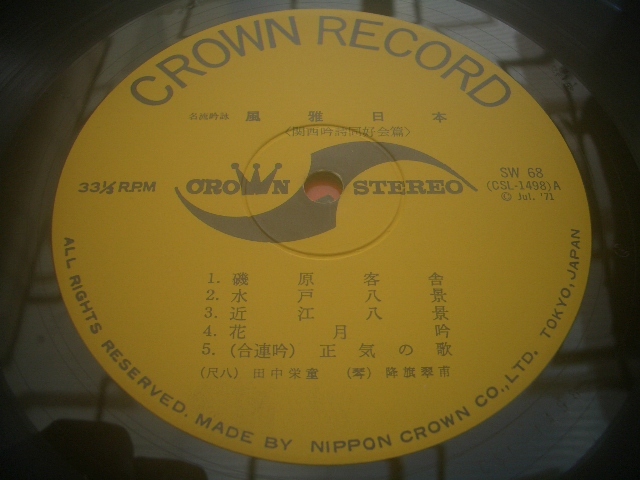 CROWN RECORD
名流吟詠 風雅日本
〈関西吟詩同好会篇〉
33⅓ R.P.M
CROWN STEREO
SW 68
(CSL-1498)A
© Jul. '71
1. 磯原客舎
2. 水戸八景
3. 近江八景
4. 花月吟
5. (合連吟) 正気の歌
(尺八) 田中栄童 (琴) 降旗翠甫
ALL RIGHTS RESERVED. MADE BY NIPPON CROWN CO., LTD. TOKYO, JAPAN